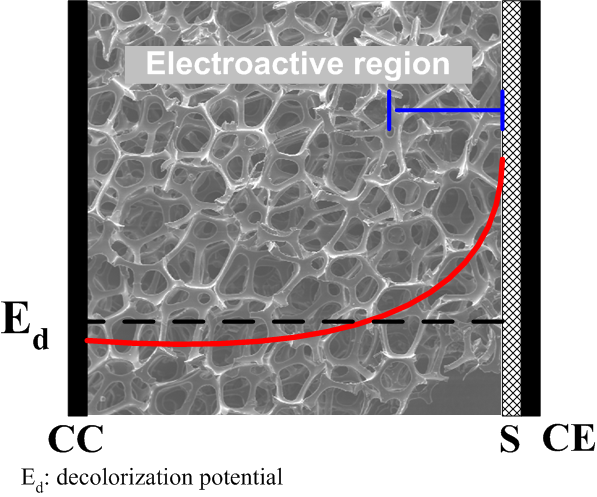 Electroactive region
Ed
CC S CE
Ed: decolorization potential